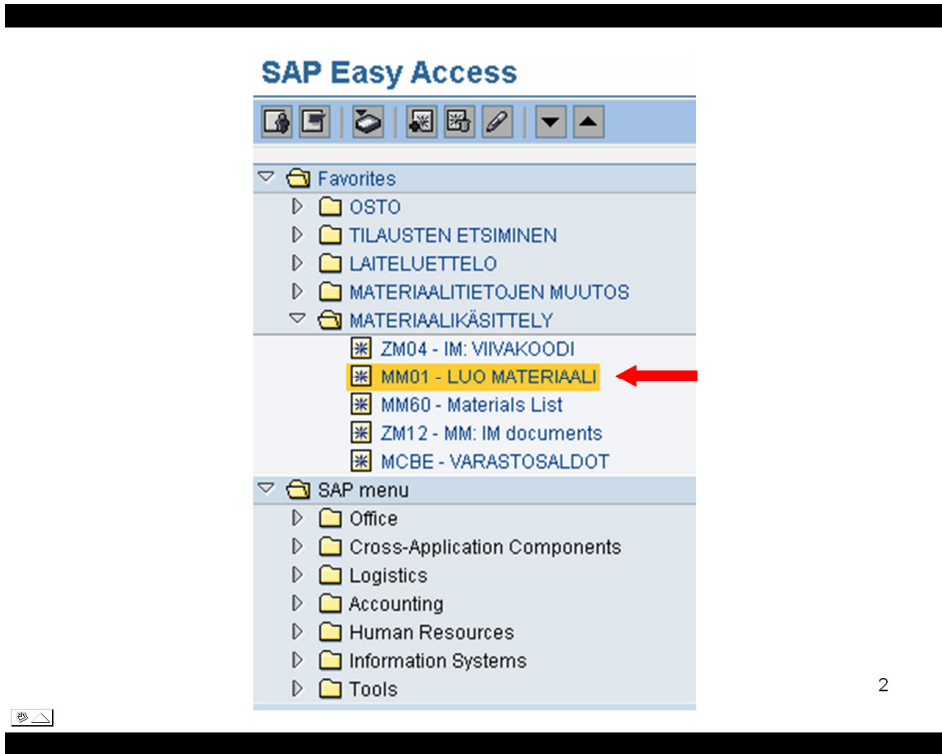 SAP Easy Access
Favorites
OSTO
TILAUSTEN ETSIMINEN
LAITELUETTELO
MATERIAALITIETOJEN MUUTOS
MATERIAALIKÄSITTELY
ZM04 - IM: VIIVAKOODI
MM01 - LUO MATERIAALI
MM60 - Materials List
ZM12 - MM: IM documents
MCBE - VARASTOSALDOT
SAP menu
Office
Cross-Application Components
Logistics
Accounting
Human Resources
Information Systems
Tools
2